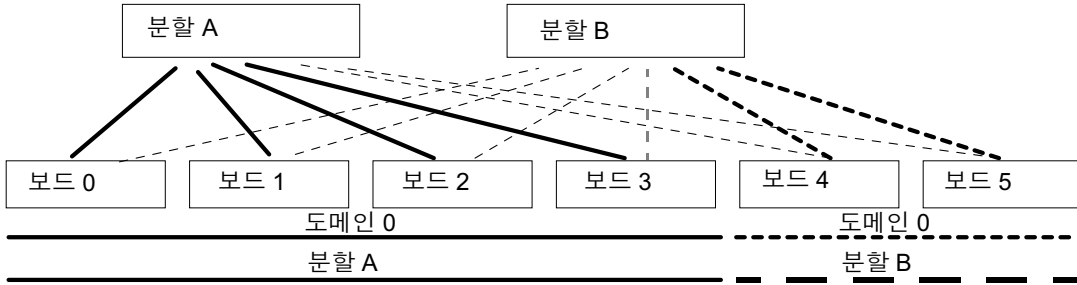 분할 A 분할 B
보드 0 보드 1 보드 2 보드 3 보드 4 보드 5
도메인 0 도메인 0
분할 A 분할 B